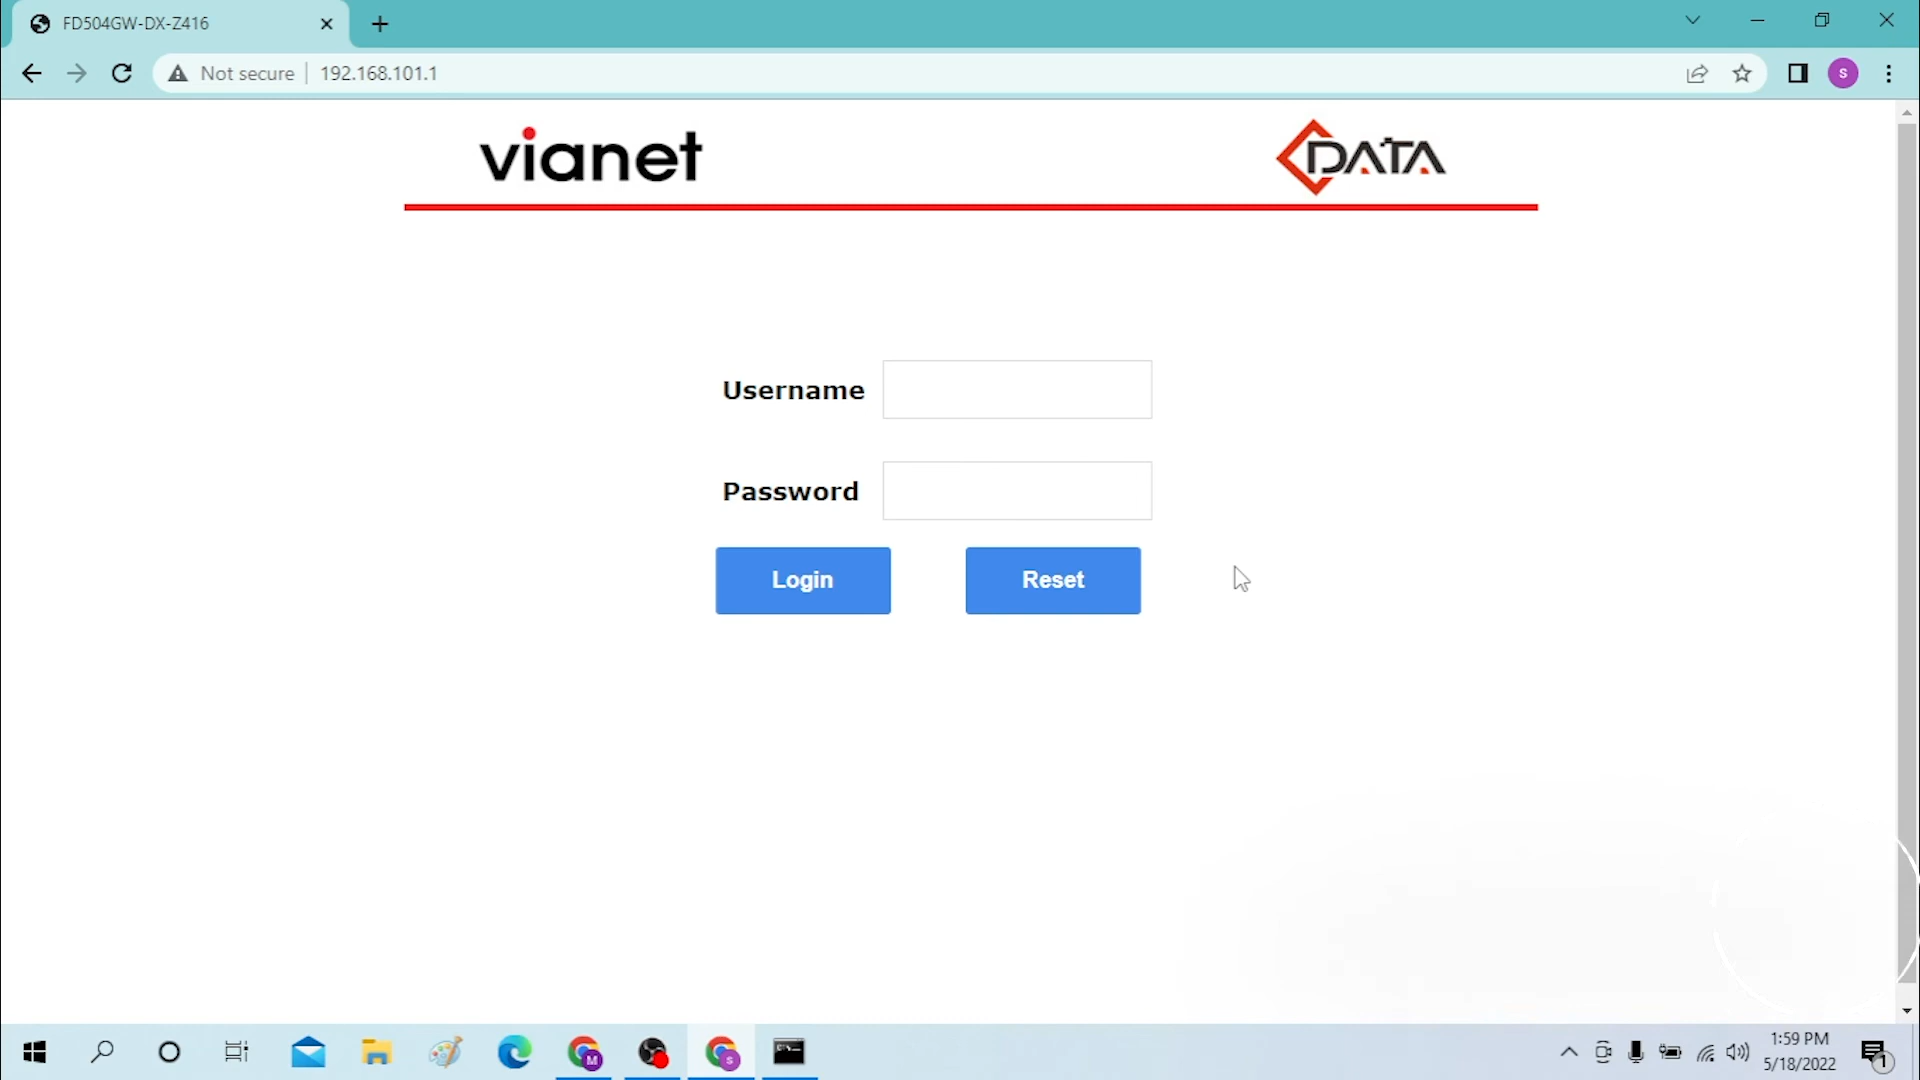 FD504GW-DX-Z416
Not secure
192.168.101.1
S
vianet
DATA
Username
Password
Login
Reset
M
S
1:59 PM
5/18/2022
1